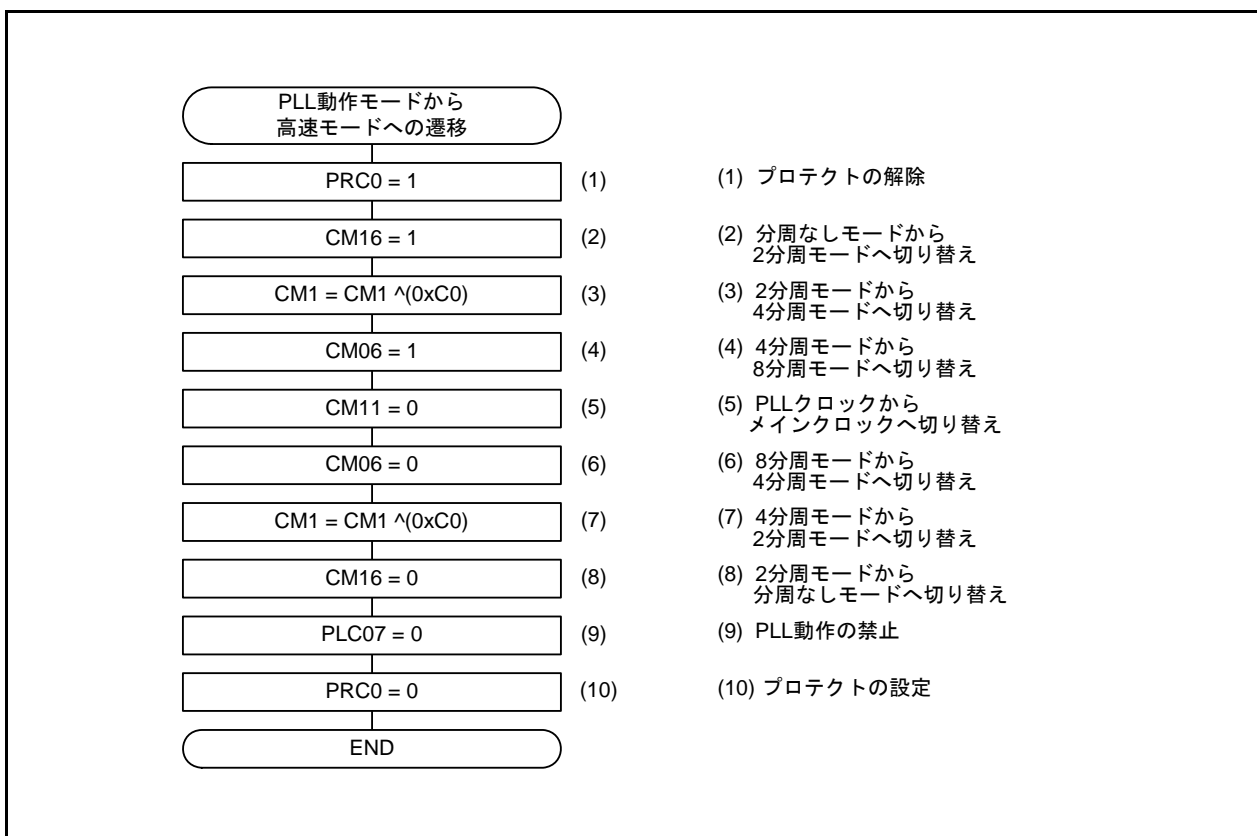 PLL動作モードから
高速モードへの遷移
PRC0 = 1
(1)
(1) プロテクトの解除
CM16 = 1
(2)
(2) 分周なしモードから
2分周モードへ切り替え
CM1 = CM1 ^(0xC0)
(3)
(3) 2分周モードから
4分周モードへ切り替え
CM06 = 1
(4)
(4) 4分周モードから
8分周モードへ切り替え
CM11 = 0
(5)
(5) PLLクロックから
メインクロックへ切り替え
CM06 = 0
(6)
(6) 8分周モードから
4分周モードへ切り替え
CM1 = CM1 ^(0xC0)
(7)
(7) 4分周モードから
2分周モードへ切り替え
CM16 = 0
(8)
(8) 2分周モードから
分周なしモードへ切り替え
PLC07 = 0
(9)
(9) PLL動作の禁止
PRC0 = 0
(10)
(10) プロテクトの設定
END